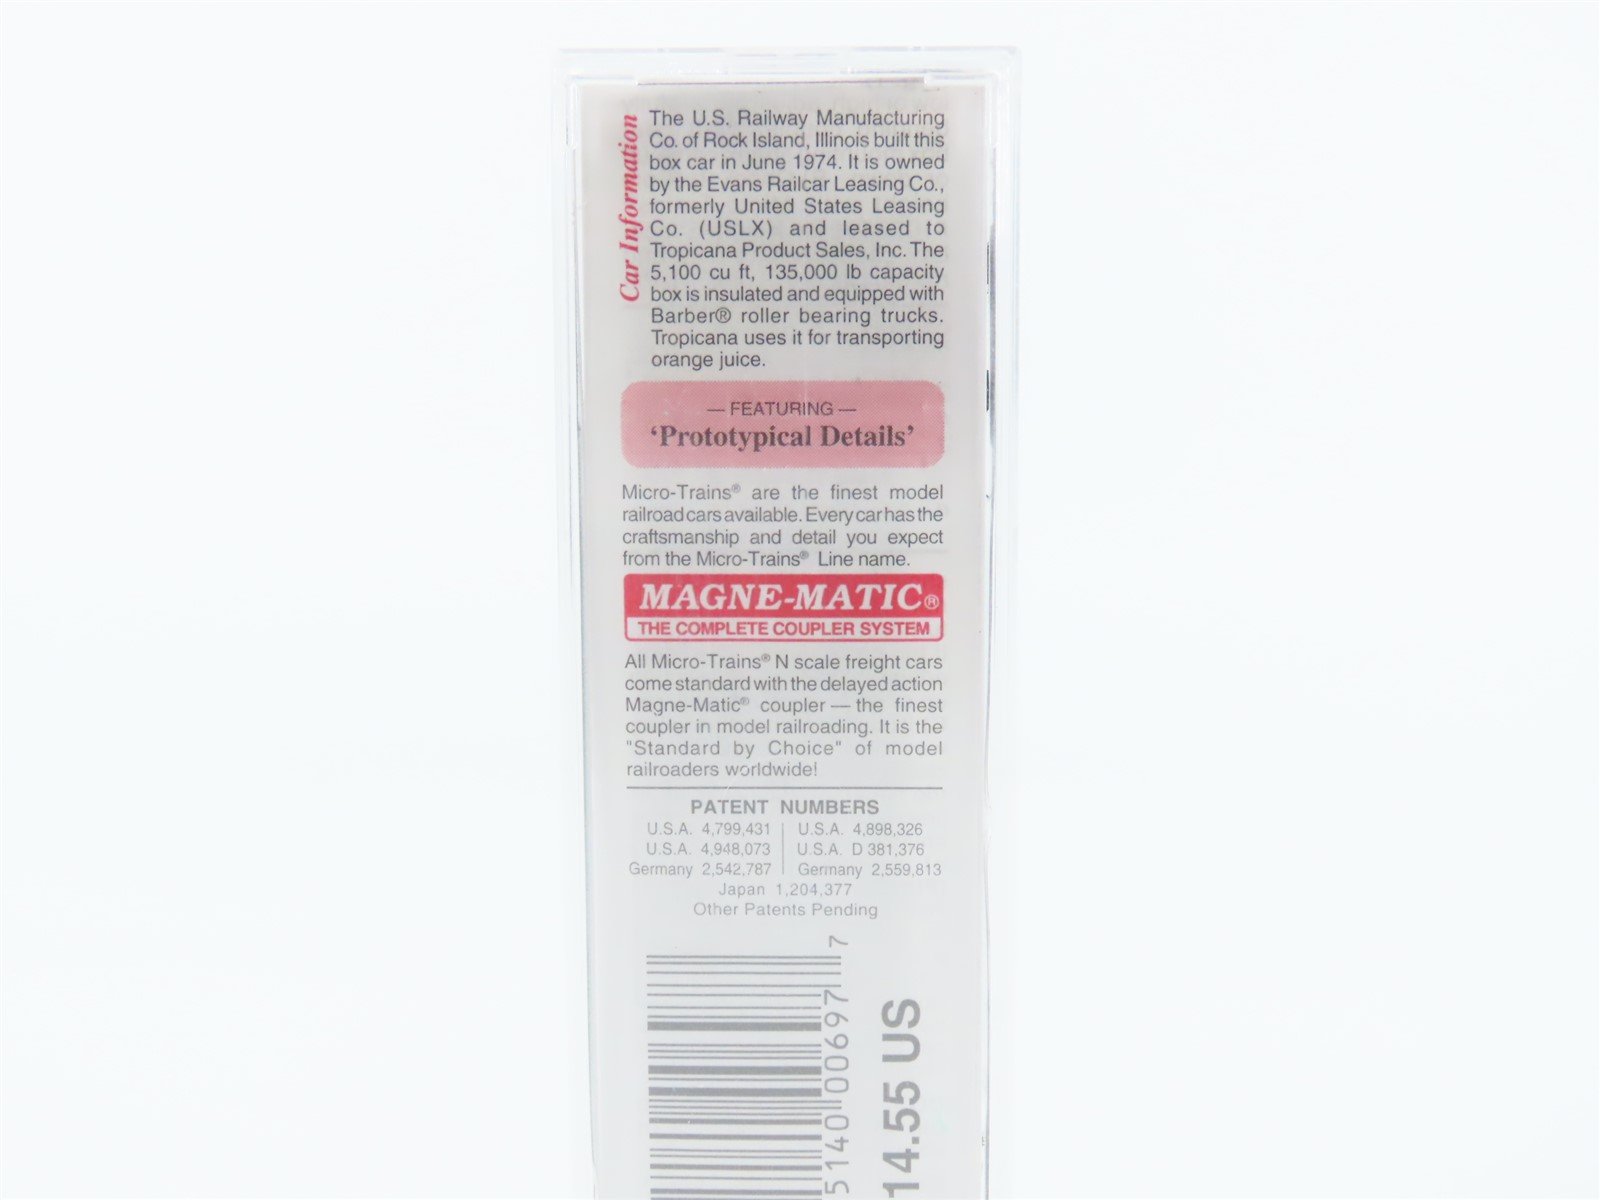 Car Information
The U.S. Railway Manufacturing
Co. of Rock Island, Illinois built this
box car in June 1974. It is owned
by the Evans Railcar Leasing Co.,
formerly United States Leasing
Co. (USLX) and leased to
Tropicana Product Sales, Inc. The
5,100 cu ft, 135,000 lb capacity
box is insulated and equipped with
Barber® roller bearing trucks.
Tropicana uses it for transporting
orange juice.
— FEATURING —
‘Prototypical Details’
Micro-Trains® are the finest model
railroad cars available. Every car has the
craftsmanship and detail you expect
from the Micro-Trains® Line name.
MAGNE-MATIC®
THE COMPLETE COUPLER SYSTEM
All Micro-Trains® N scale freight cars
come standard with the delayed action
Magne-Matic® coupler — the finest
coupler in model railroading. It is the
"Standard by Choice" of model
railroaders worldwide!
PATENT NUMBERS
U.S.A. 4,799,431 | U.S.A. 4,898,326
U.S.A. 4,948,073 | U.S.A. D 381,376
Germany 2,542,787 | Germany 2,559,813
Japan 1,204,377
Other Patents Pending
5140 00697 7
14.55 US